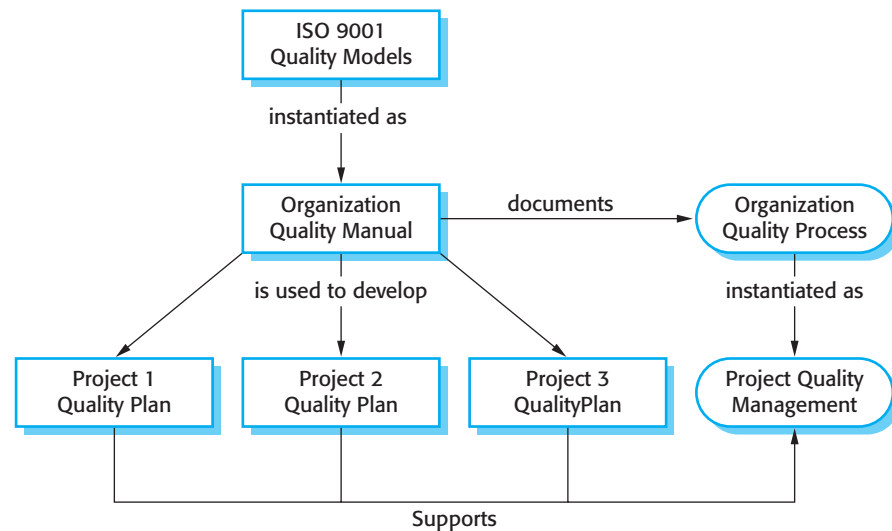 ISO 9001
Quality Models
instantiated as
Organization
Quality Manual
documents
Organization
Quality Process
is used to develop
instantiated as
Project 1
Quality Plan
Project 2
Quality Plan
Project 3
QualityPlan
Project Quality
Management
Supports